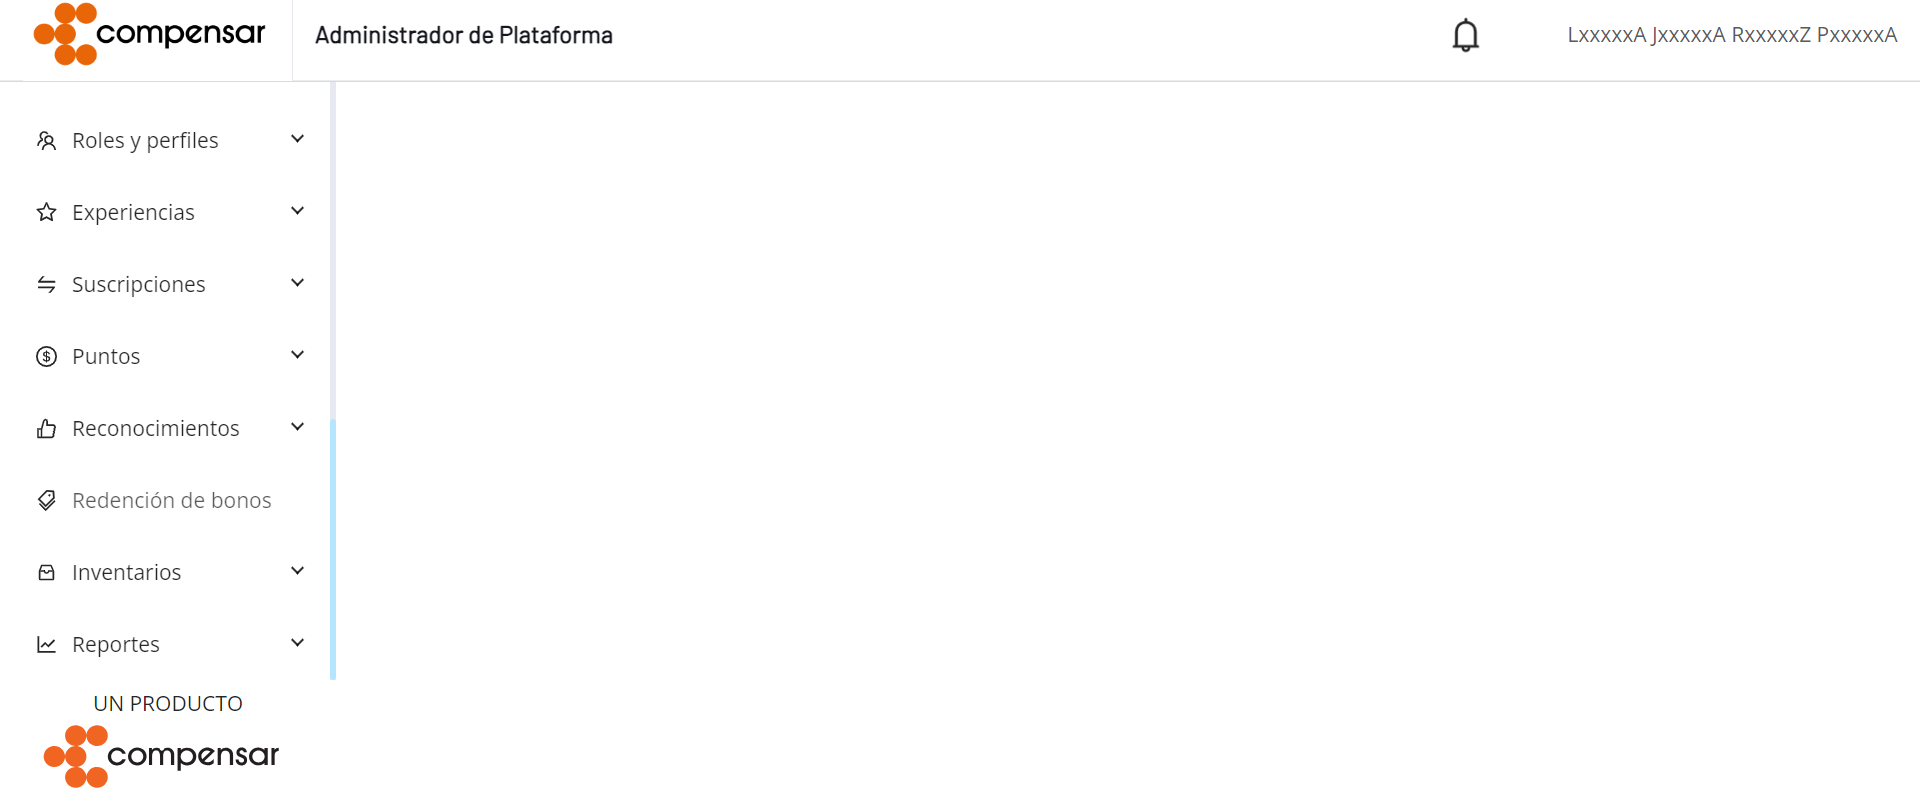 compensar
Administrador de Plataforma
LxxxxxA JxxxxxA RxxxxxZ PxxxxxA
Roles y perfiles
Experiencias
Suscripciones
Puntos
Reconocimientos
Redención de bonos
Inventarios
Reportes
UN PRODUCTO
compensar